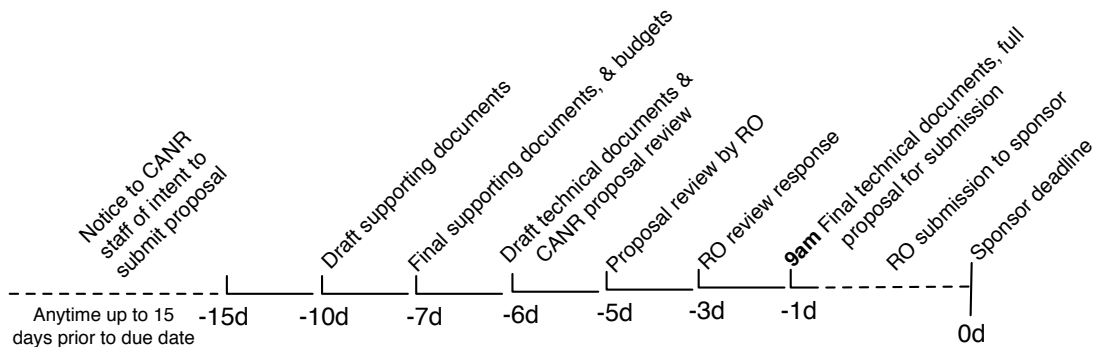 Notice to CANR
staff of intent to
submit proposal
Draft supporting documents
Final supporting documents, & budgets
Draft technical documents &
CANR proposal review
Proposal review by RO
RO review response
9am Final technical documents, full
proposal for submission
RO submission to sponsor
Sponsor deadline
Anytime up to 15
days prior to due date
-15d
-10d
-7d
-6d
-5d
-3d
-1d
0d